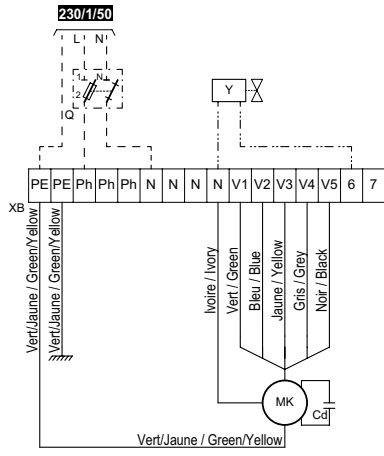 230/1/50
L N
1 N
2
Q
Y
PE PE Ph Ph Ph N N N N V1 V2 V3 V4 V5 6 7
XB
Vert/Jaune / Green/Yellow
Vert/Jaune / Green/Yellow
Ivoire / Ivory
Vert / Green
Bleu / Blue
Jaune / Yellow
Gris / Grey
Noir / Black
MK
Cd
Vert/Jaune / Green/Yellow